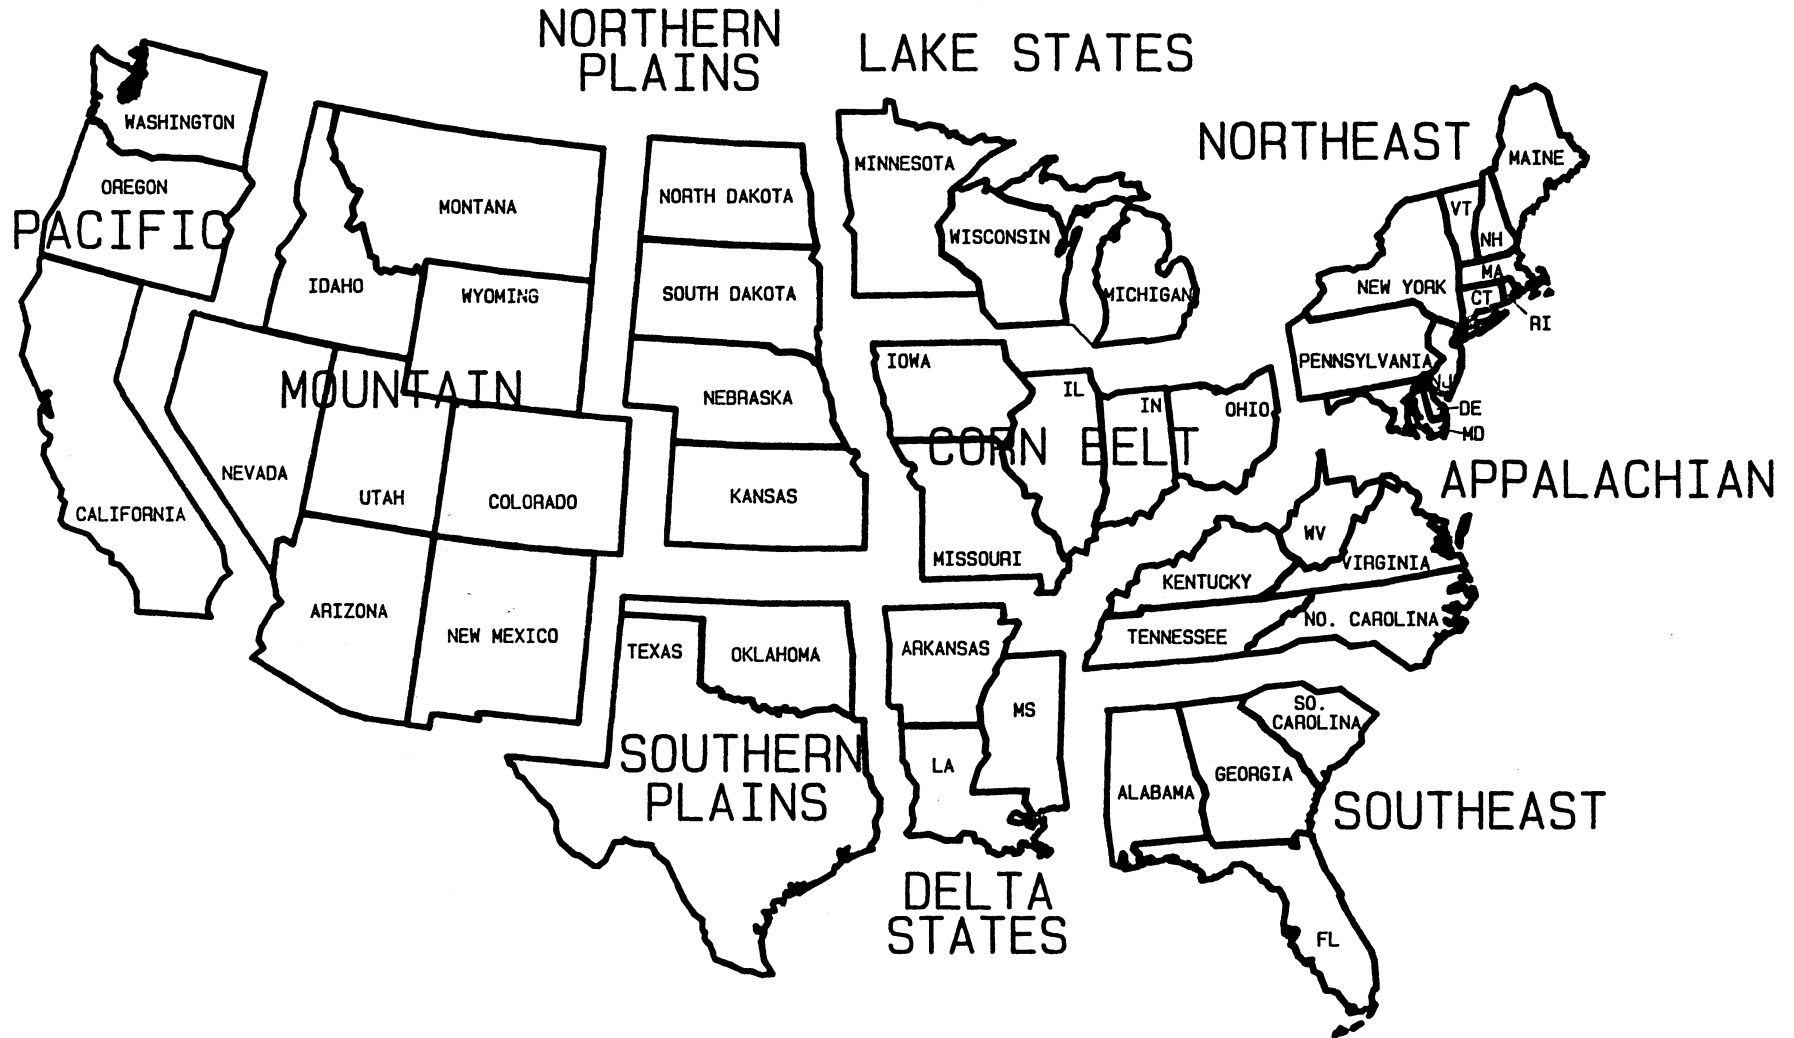 NORTHERN
PLAINS
LAKE STATES
NORTHEAST
WASHINGTON
OREGON
PACIFIC
CALIFORNIA
MONTANA
IDAHO
WYOMING
MOUNTAIN
NEVADA
UTAH
COLORADO
ARIZONA
NEW MEXICO
NORTH DAKOTA
SOUTH DAKOTA
NEBRASKA
KANSAS
MINNESOTA
WISCONSIN
MICHIGAN
IOWA
IL
IN
OHIO
CORN BELT
MISSOURI
MAINE
VT
NH
MA
NEW YORK
CT
RI
PENNSYLVANIA
NJ
DE
MD
APPALACHIAN
WV
VIRGINIA
KENTUCKY
NO. CAROLINA
TENNESSEE
TEXAS
OKLAHOMA
SOUTHERN
PLAINS
ARKANSAS
MS
LA
DELTA
STATES
SO.
CAROLINA
GEORGIA
ALABAMA
SOUTHEAST
FL